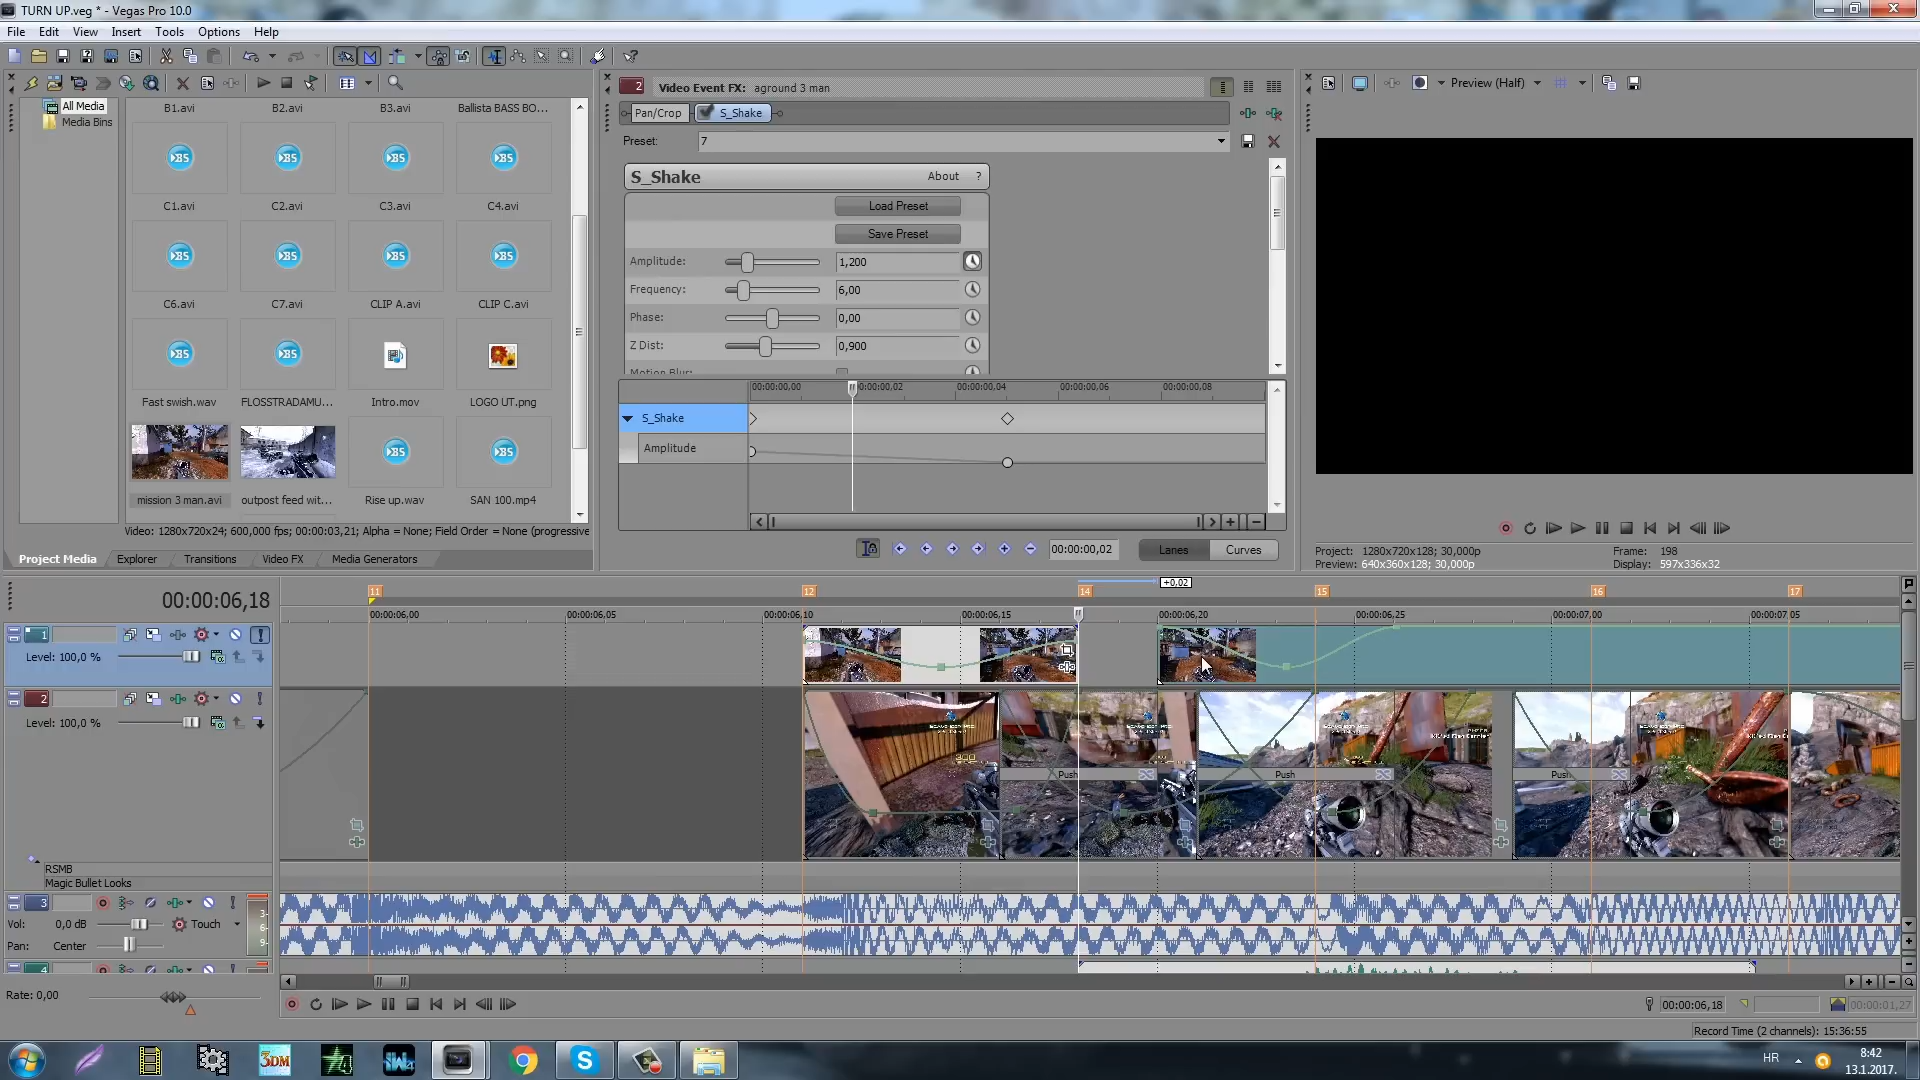 TURN UP.veg * - Vegas Pro 10.0
File Edit View Insert Tools Options Help
All Media
Media Bins
B1.avi B2.avi B3.avi Ballista BASS BO...
C1.avi C2.avi C3.avi C4.avi
C6.avi C7.avi CLIP A.avi CLIP C.avi
Fast swish.wav FLOSSTRADAMU... Intro.mov LOGO UT.png
mission 3 man.avi outpost feed wit... Rise up.wav SAN 100.mp4
Video: 1280x720x24; 600,000 fps; 00:00:03,21; Alpha = None; Field Order = None (progressive
Project Media Explorer Transitions Video FX Media Generators
2 Video Event FX: aground 3 man
Pan/Crop S_Shake
Preset: 7
S_Shake About ?
Load Preset
Save Preset
Amplitude: 1,200
Frequency: 6,00
Phase: 0,00
Z Dist: 0,900
Motion Blur:
00:00:00,00 00:00:00,02 00:00:00,04 00:00:00,06 00:00:00,08
S_Shake
Amplitude
00:00:00,02 Lanes Curves
Preview (Half)
Project: 1280x720x128; 30,000p Frame: 198
Preview: 640x360x128; 30,000p Display: 597x336x32
00:00:06,18
+0,02
11 12 14 15 16 17
00:00:06,00 00:00:06,05 00:00:06,10 00:00:06,15 00:00:06,20 00:00:06,25 00:00:07,00 00:00:07,05
1
Level: 100,0 %
2
Level: 100,0 %
Push Push Push
RSMB
Magic Bullet Looks
3
Vol: 0,0 dB Touch
Pan: Center
3-
6-
9-
4
Rate: 0,00
00:00:06,18 00:00:01,27
Record Time (2 channels): 15:36:55
3DM
HR
8:42
13.1.2017.